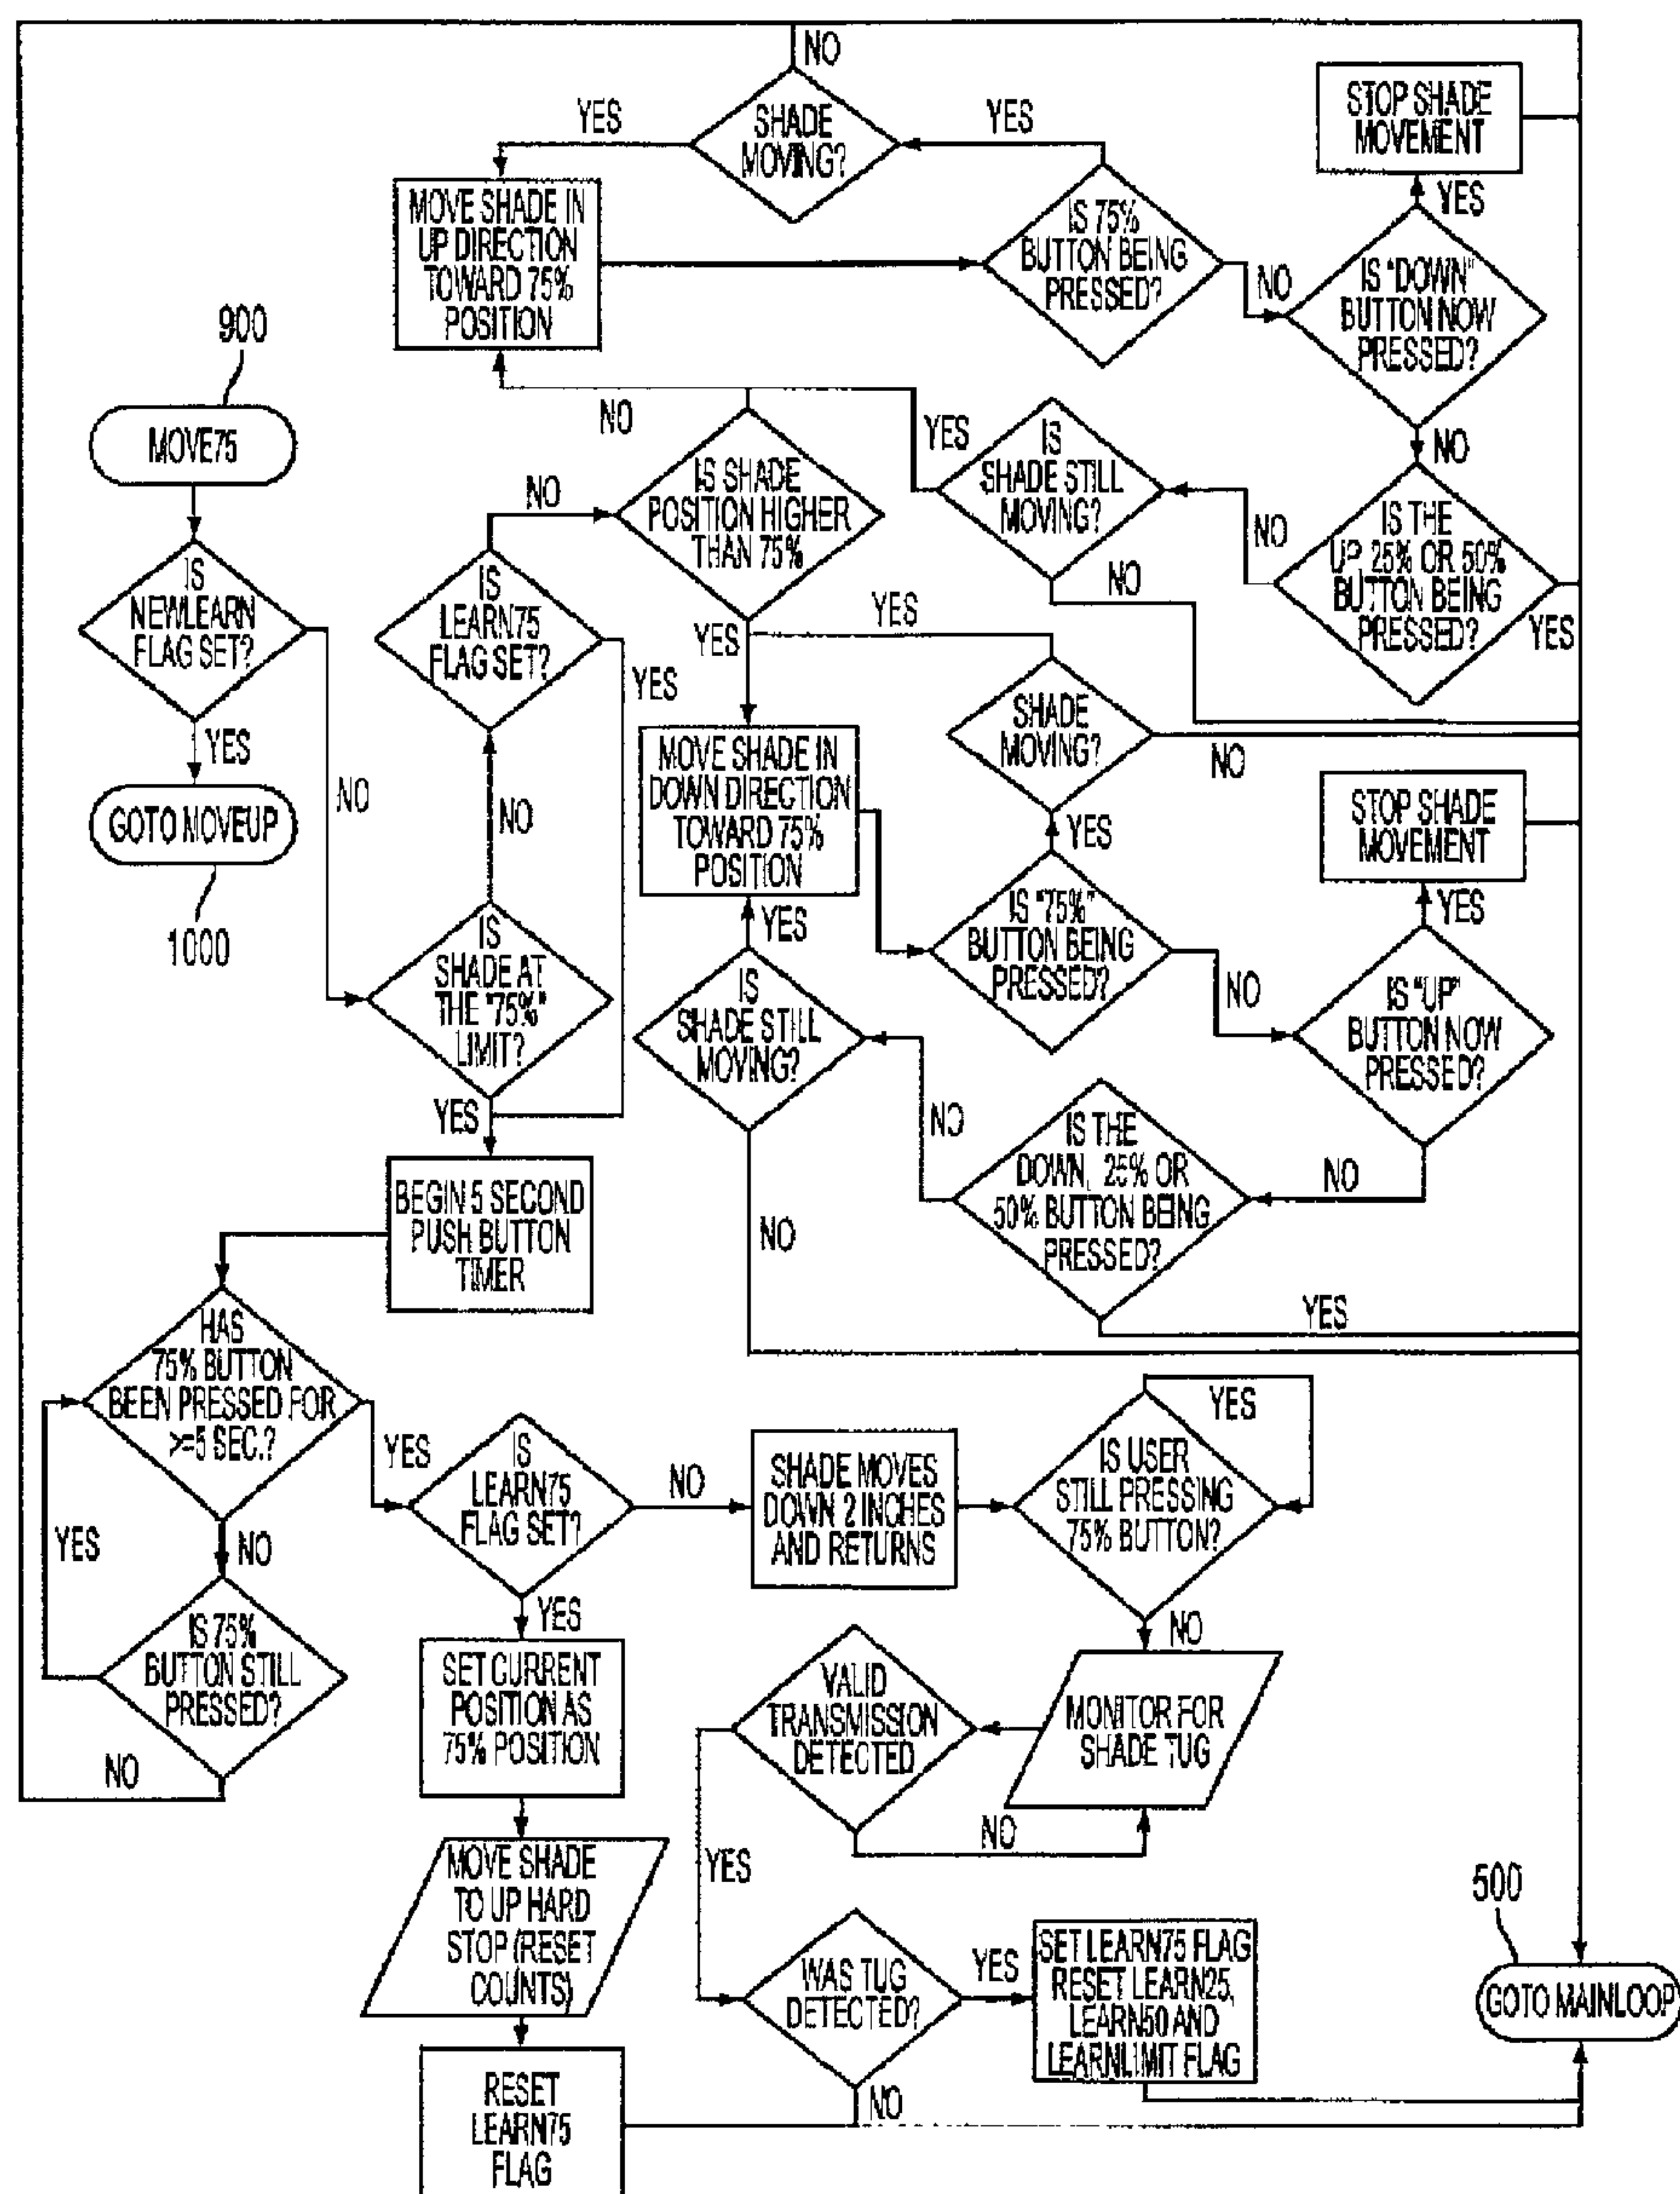 NO
SHADE
MOVING?
YES
YES
STOP SHADE
MOVEMENT
YES
MOVE SHADE IN
UP DIRECTION
TOWARD 75%
POSITION
IS 75%
BUTTON BEING
PRESSED?
NO
IS "DOWN"
BUTTON NOW
PRESSED?
NO
900
MOVE75
NO
IS SHADE
POSITION HIGHER
THAN 75%
YES
IS
SHADE STILL
MOVING?
NO
IS THE
UP 25% OR 50%
BUTTON BEING
PRESSED?
YES
NO
NO
IS
NEWLEARN
FLAG SET?
YES
GOTO MOVEUP
1000
NO
IS
LEARN75
FLAG SET?
YES
NO
IS
SHADE AT
THE "75%"
LIMIT?
YES
YES
YES
SHADE
MOVING?
NO
MOVE SHADE IN
DOWN DIRECTION
TOWARD 75%
POSITION
YES
STOP SHADE
MOVEMENT
YES
IS "75%"
BUTTON BEING
PRESSED?
NO
IS "UP"
BUTTON NOW
PRESSED?
YES
IS
SHADE STILL
MOVING?
NO
NO
IS THE
DOWN, 25% OR
50% BUTTON BEING
PRESSED?
NO
YES
BEGIN 5 SECOND
PUSH BUTTON
TIMER
HAS
75% BUTTON
BEEN PRESSED FOR
>=5 SEC.?
YES
NO
YES
IS 75%
BUTTON STILL
PRESSED?
NO
IS
LEARN75
FLAG SET?
NO
YES
SHADE MOVES
DOWN 2 INCHES
AND RETURNS
IS USER
STILL PRESSING
75% BUTTON?
YES
NO
SET CURRENT
POSITION AS
75% POSITION
VALID
TRANSMISSION
DETECTED
MONITOR FOR
SHADE TUG
NO
YES
MOVE SHADE
TO UP HARD
STOP (RESET
COUNTS)
WAS TUG
DETECTED?
YES
NO
SET LEARN75 FLAG
RESET LEARN25,
LEARN50 AND
LEARNLIMIT FLAG
500
GOTO MAINLOOP
RESET
LEARN75
FLAG